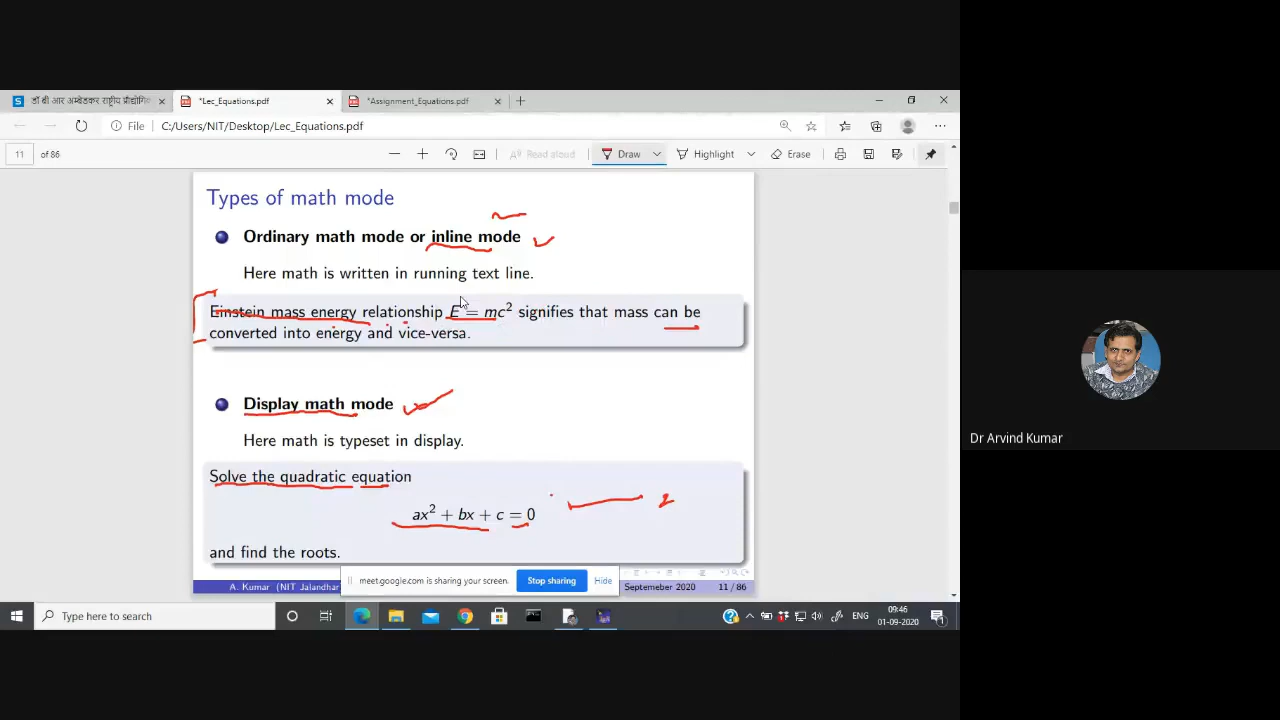 डॉ बी आर अम्बेडकर राष्ट्रीय प्रौद्योगि
*Lec_Equations.pdf
*Assignment_Equations.pdf
File
C:/Users/NIT/Desktop/Lec_Equations.pdf
11 of 86
Read aloud
Draw
Highlight
Erase
Types of math mode
Ordinary math mode or inline mode
Here math is written in running text line.
Einstein mass energy relationship E = mc² signifies that mass can be
converted into energy and vice-versa.
Display math mode
Here math is typeset in display.
Solve the quadratic equation
ax² + bx + c = 0
and find the roots.
A. Kumar (NIT Jalandhar
Septemeber 2020
11 / 86
meet.google.com is sharing your screen.
Stop sharing
Hide
Type here to search
ENG
09:46
01-09-2020
Dr Arvind Kumar